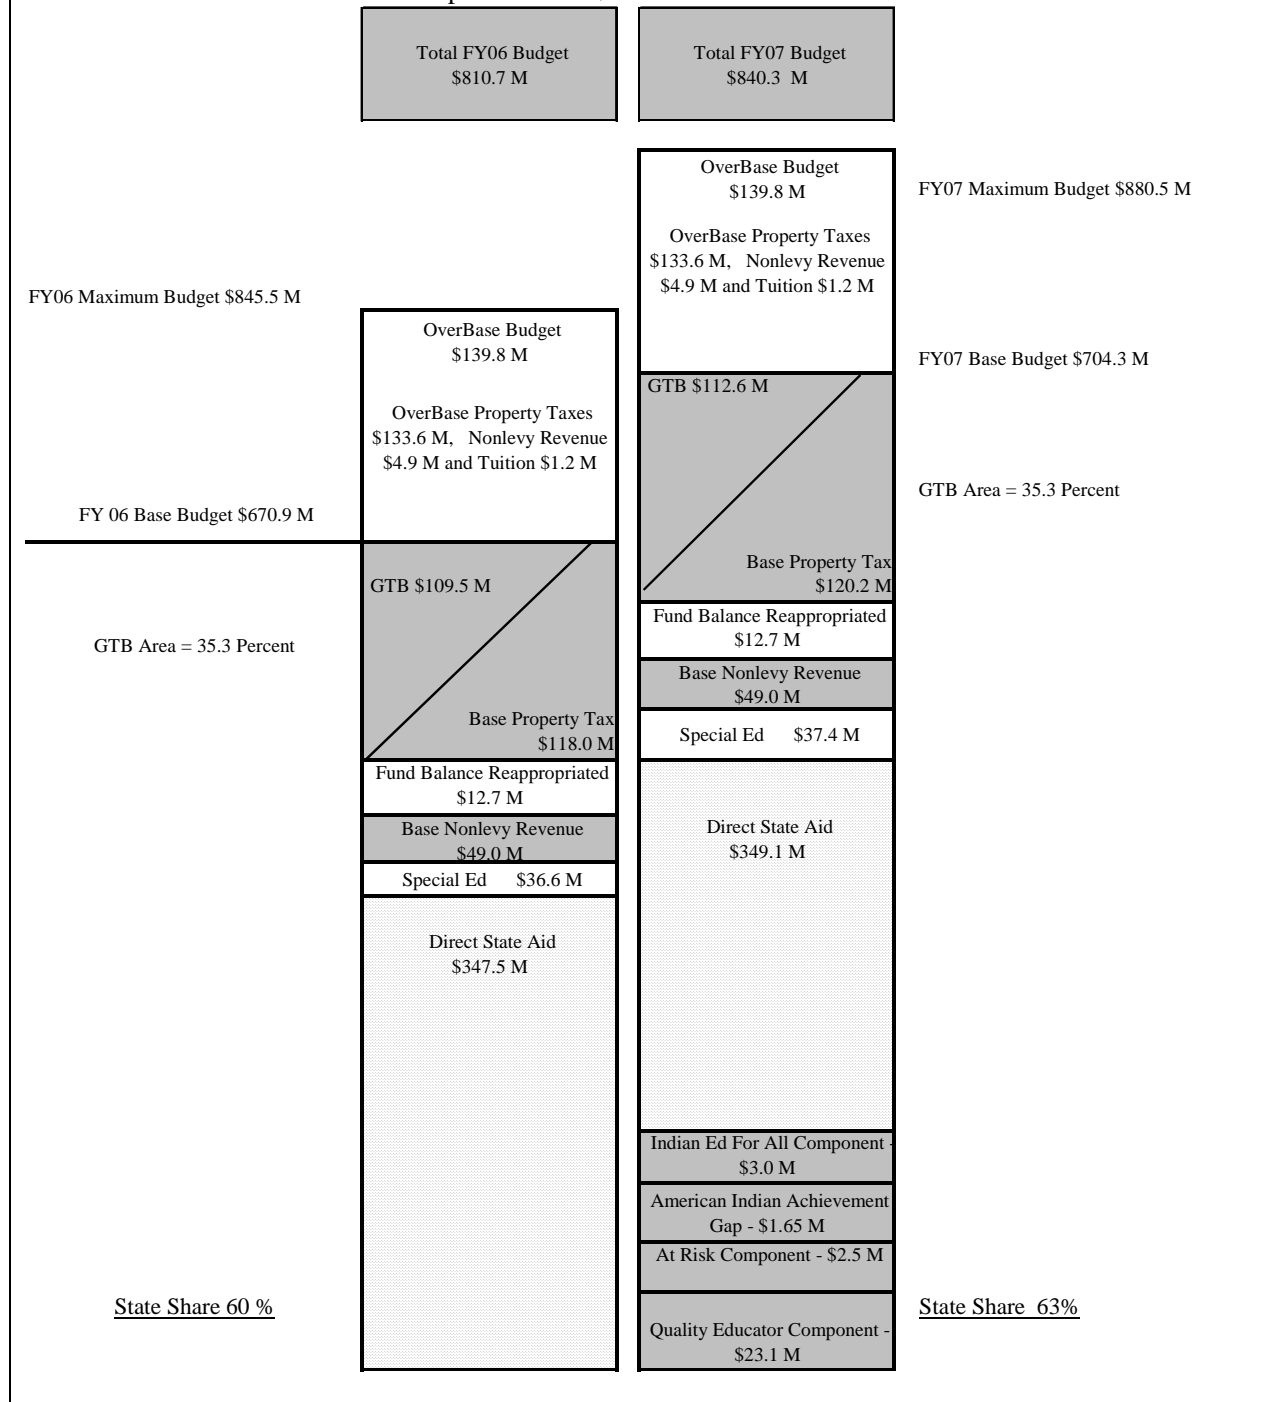 Total FY06 Budget
$810.7 M
Total FY07 Budget
$840.3 M
OverBase Budget
$139.8 M
OverBase Property Taxes
$133.6 M, Nonlevy Revenue
$4.9 M and Tuition $1.2 M
FY07 Maximum Budget $880.5 M
FY06 Maximum Budget $845.5 M
OverBase Budget
$139.8 M
OverBase Property Taxes
$133.6 M, Nonlevy Revenue
$4.9 M and Tuition $1.2 M
FY07 Base Budget $704.3 M
FY 06 Base Budget $670.9 M
GTB $112.6 M
GTB Area = 35.3 Percent
Base Property Tax
$120.2 M
GTB $109.5 M
GTB Area = 35.3 Percent
Base Property Tax
$118.0 M
Fund Balance Reappropriated
$12.7 M
Base Nonlevy Revenue
$49.0 M
Special Ed $37.4 M
Fund Balance Reappropriated
$12.7 M
Base Nonlevy Revenue
$49.0 M
Special Ed $36.6 M
Direct State Aid
$349.1 M
Direct State Aid
$347.5 M
Indian Ed For All Component -
$3.0 M
American Indian Achievement
Gap - $1.65 M
At Risk Component - $2.5 M
State Share 60 %
State Share 63%
Quality Educator Component -
$23.1 M